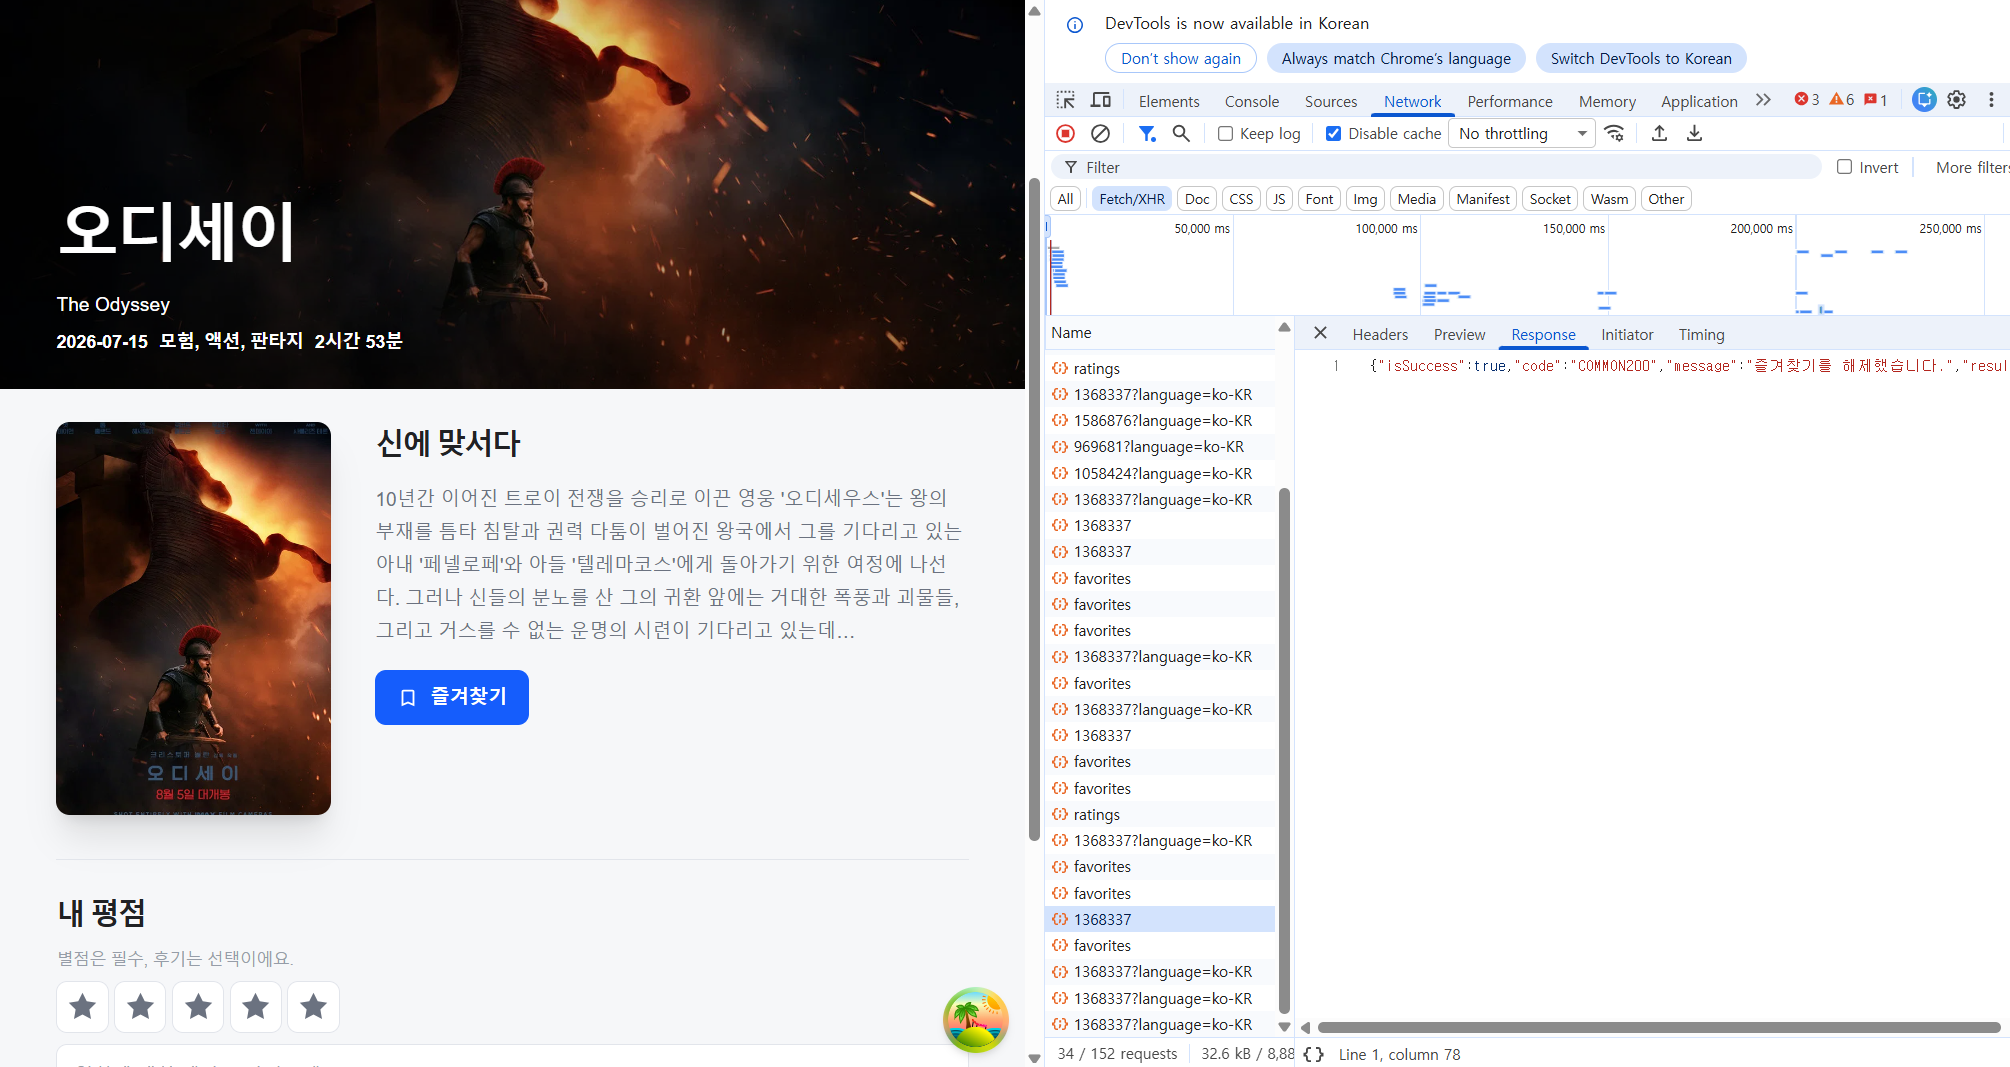 오디세이
The Odyssey
2026-07-15 모험, 액션, 판타지 2시간 53분
신에 맞서다
10년간 이어진 트로이 전쟁을 승리로 이끈 영웅 '오디세우스'는 왕의
부재를 틈타 침탈과 권력 다툼이 벌어진 왕국에서 그를 기다리고 있는
아내 '페넬로페'와 아들 '텔레마코스'에게 돌아가기 위한 여정에 나선
다. 그러나 신들의 분노를 산 그의 귀환 앞에는 거대한 폭풍과 괴물들,
그리고 거스를 수 없는 운명의 시련이 기다리고 있는데...
즐겨찾기
오디세이
8월 5일 대개봉
내 평점
별점은 필수, 후기는 선택이에요.
DevTools is now available in Korean
Don't show again
Always match Chrome's language
Switch DevTools to Korean
Elements
Console
Sources
Network
Performance
Memory
Application
3
6
1
Keep log
Disable cache
No throttling
Filter
Invert
More filters
All
Fetch/XHR
Doc
CSS
JS
Font
Img
Media
Manifest
Socket
Wasm
Other
50,000 ms
100,000 ms
150,000 ms
200,000 ms
250,000 ms
Name
ratings
1368337?language=ko-KR
1586876?language=ko-KR
969681?language=ko-KR
1058424?language=ko-KR
1368337?language=ko-KR
1368337
1368337
favorites
favorites
favorites
1368337?language=ko-KR
favorites
1368337?language=ko-KR
1368337
favorites
favorites
ratings
1368337?language=ko-KR
favorites
favorites
1368337
favorites
1368337?language=ko-KR
1368337?language=ko-KR
1368337?language=ko-KR
34 / 152 requests
32.6 kB / 8,88
Headers
Preview
Response
Initiator
Timing
1
{"isSuccess":true,"code":"COMMON200","message":"즐겨찾기를 해제했습니다.","resul
{} Line 1, column 78